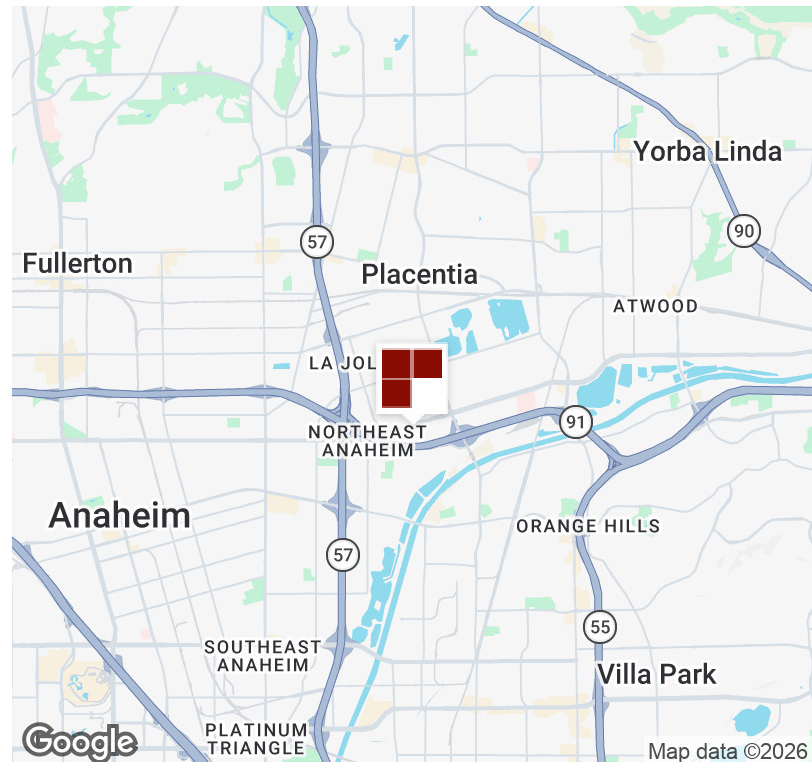 Yorba Linda
90
57
Fullerton
Placentia
ATWOOD
LA JOL
91
NORTHEAST
ANAHEIM
Anaheim
ORANGE HILLS
57
55
SOUTHEAST
ANAHEIM
Villa Park
PLATINUM
TRIANGLE
Google
Map data ©2026